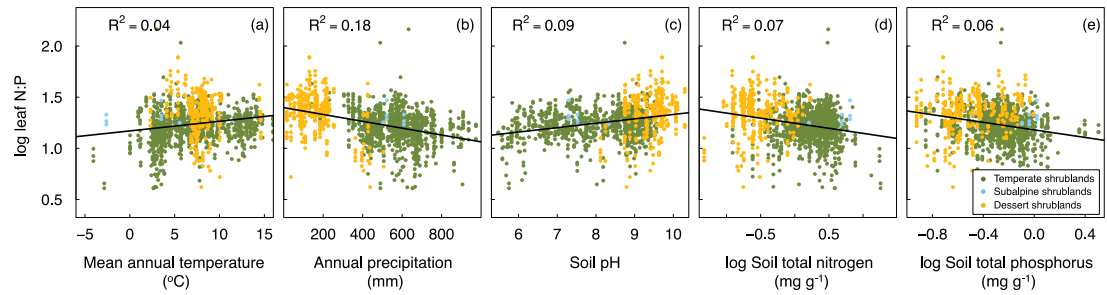 R² = 0.04 (a)
R² = 0.18 (b)
R² = 0.09 (c)
R² = 0.07 (d)
R² = 0.06 (e)
log leaf N:P
2.0
1.5
1.0
0.5
Temperate shrublands
Subalpine shrublands
Dessert shrublands
−5 0 5 10 15
200 400 600 800
6 7 8 9 10
−0.5 0.5
−0.8 −0.4 0.0 0.4
Mean annual temperature
(°C)
Annual precipitation
(mm)
Soil pH
log Soil total nitrogen
(mg g⁻¹)
log Soil total phosphorus
(mg g⁻¹)